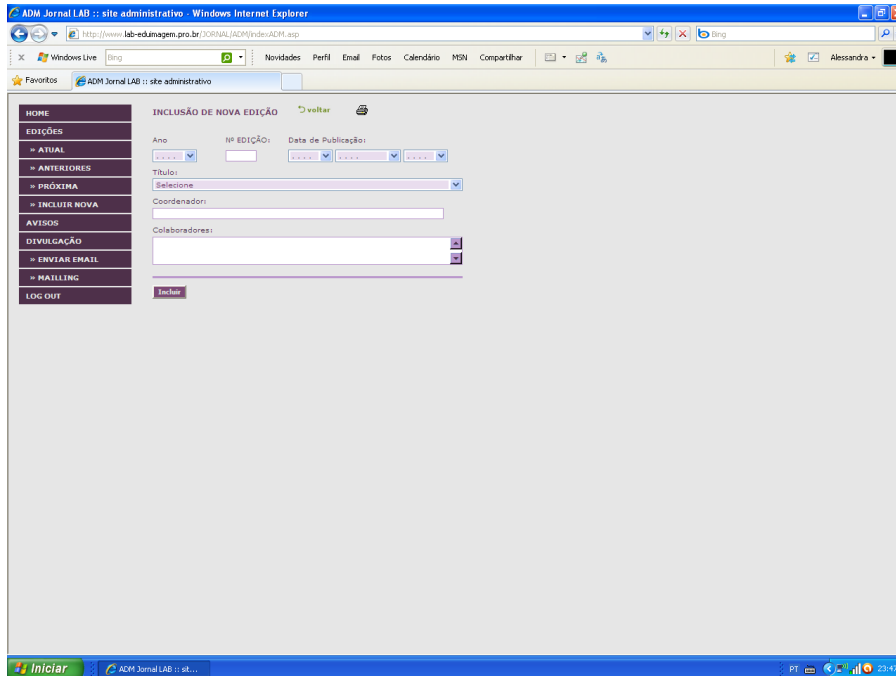 ADM Jornal LAB :: site administrativo - Windows Internet Explorer
http://www.lab-eduimagem.pro.br/JORNAL/ADM/indexADM.asp
Bing
X Windows Live Bing Novidades Perfil Email Fotos Calendário MSN Compartilhar Alessandra
Favoritos ADM Jornal LAB :: site administrativo
HOME
EDIÇÕES
» ATUAL
» ANTERIORES
» PRÓXIMA
» INCLUIR NOVA
AVISOS
DIVULGAÇÃO
» ENVIAR EMAIL
» MAILLING
LOG OUT
INCLUSÃO DE NOVA EDIÇÃO voltar
Ano Nº EDIÇÃO: Data de Publicação:
.... .... .... ....
Título:
Selecione
Coordenador:
Colaboradores:
Incluir
Iniciar ADM Jornal LAB :: sit... PT 23:47